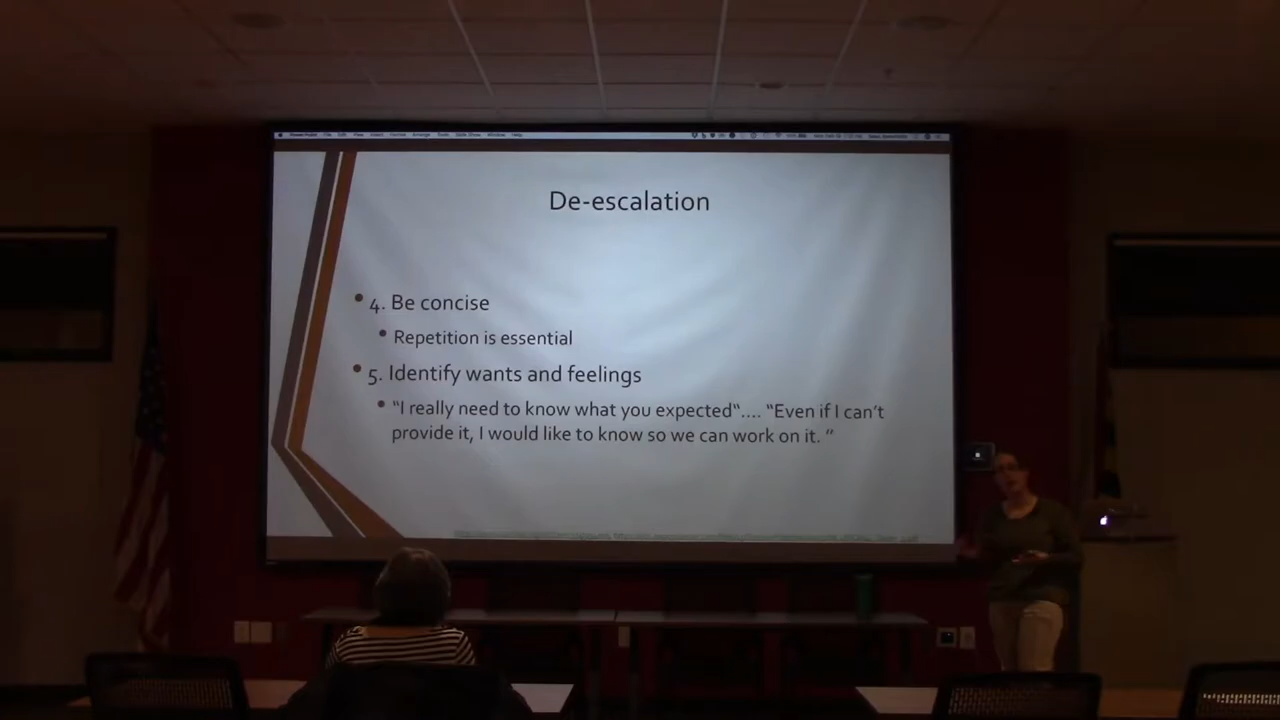 De-escalation
• 4. Be concise
• Repetition is essential
• 5. Identify wants and feelings
• “I really need to know what you expected“.... “Even if I can’t
provide it, I would like to know so we can work on it. ”